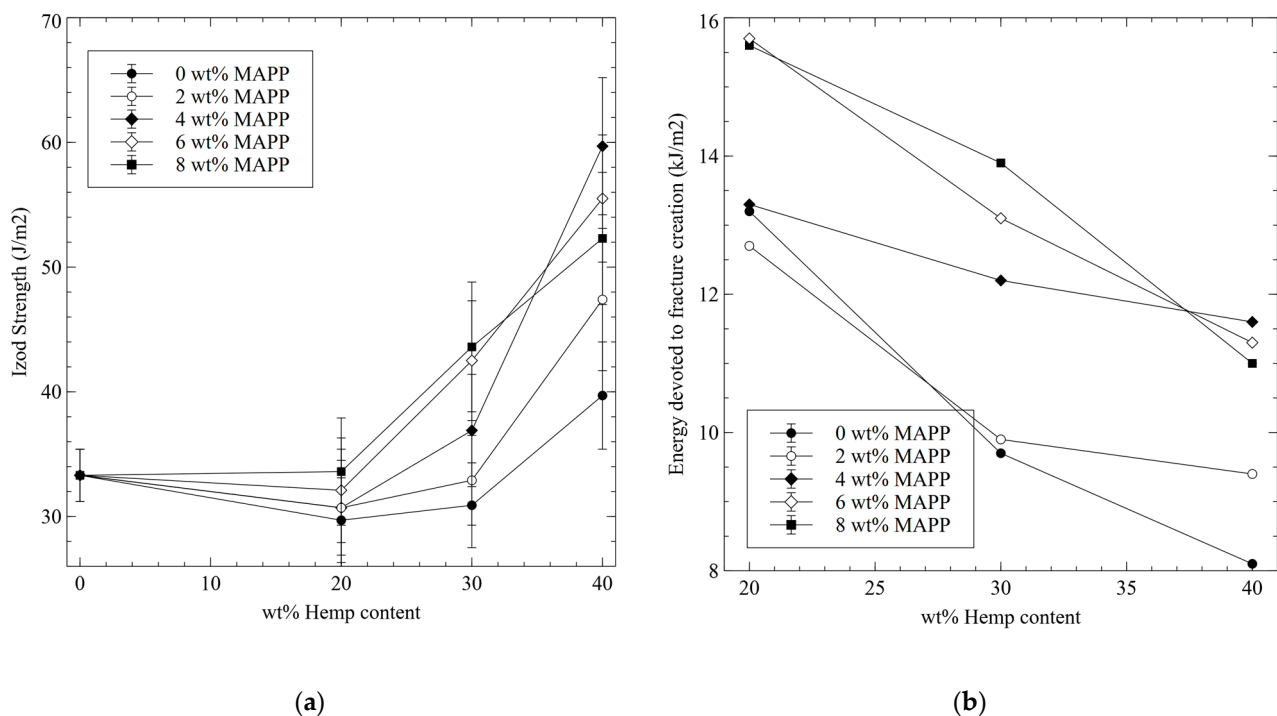 70
60
50
40
30
Izod Strength (J/m2)
0 wt% MAPP
2 wt% MAPP
4 wt% MAPP
6 wt% MAPP
8 wt% MAPP
0
10
20
30
40
wt% Hemp content
(a)
16
14
12
10
8
Energy devoted to fracture creation (kJ/m2)
0 wt% MAPP
2 wt% MAPP
4 wt% MAPP
6 wt% MAPP
8 wt% MAPP
20
25
30
35
40
wt% Hemp content
(b)